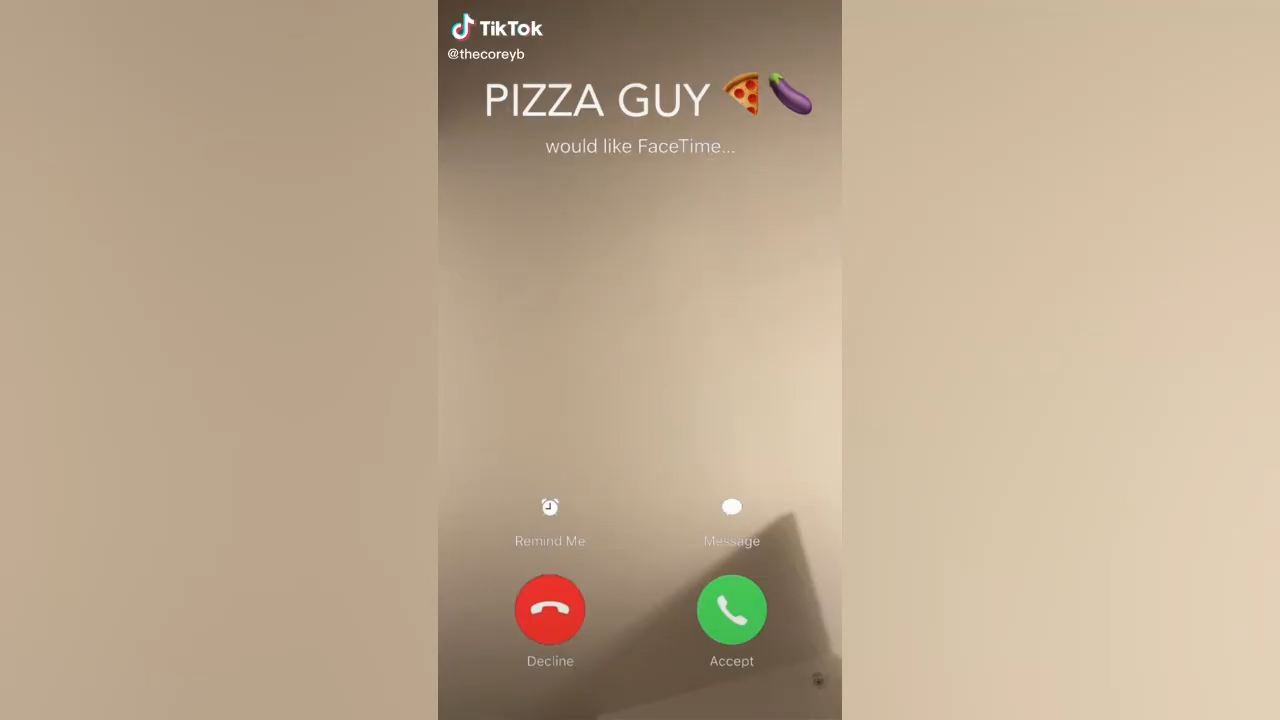 TikTok
@thecoreyb
PIZZA GUY 🍕🍆
would like FaceTime...
Remind Me
Message
Decline
Accept